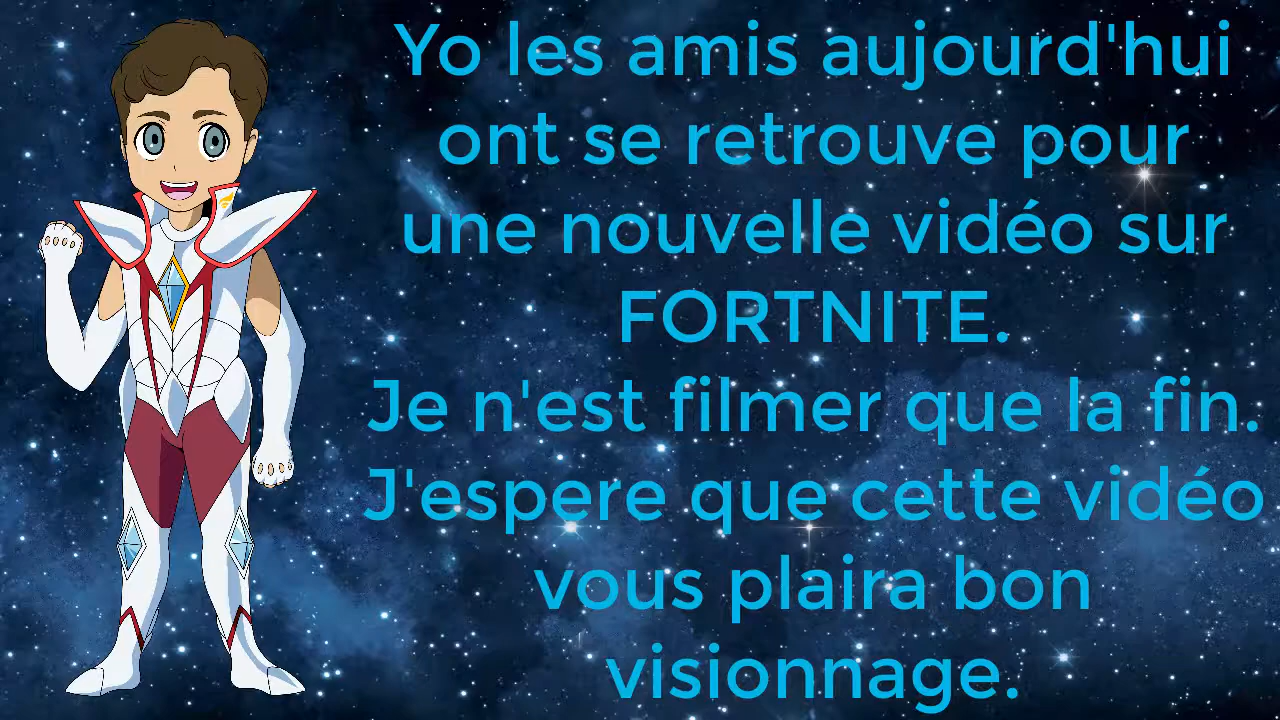 Yo les amis aujourd'hui
ont se retrouve pour
une nouvelle vidéo sur
FORTNITE.
Je n'est filmer que la fin.
J'espere que cette vidéo
vous plaira bon
visionnage.